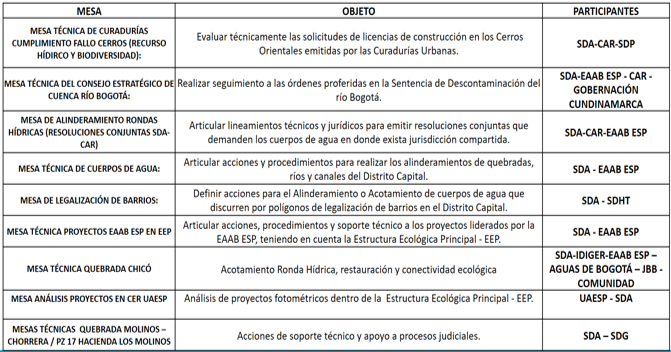 MESA
OBJETO
PARTICIPANTES
MESA TÉCNICA DE CURADURÍAS
CUMPLIMIENTO FALLO CERROS (RECURSO
HÍDIRCO Y BIODIVERSIDAD):
Evaluar técnicamente las solicitudes de licencias de construcción en los Cerros
Orientales emitidas por las Curadurías Urbanas.
SDA-CAR-SDP
MESA TÉCNICA DEL CONSEJO ESTRATÉGICO DE
CUENCA RÍO BOGOTÁ:
Realizar seguimiento a las órdenes proferidas en la Sentencia de Descontaminación del
río Bogotá.
SDA-EAAB ESP - CAR -
GOBERNACIÓN
CUNDINAMARCA
MESA DE ALINDERAMIENTO RONDAS
HÍDRICAS (RESOLUCIONES CONJUNTAS SDA-
CAR)
Articular lineamientos técnicos y jurídicos para emitir resoluciones conjuntas que
demanden los cuerpos de agua en donde exista jurisdicción compartida.
SDA-CAR-EAAB ESP
MESA TÉCNICA DE CUERPOS DE AGUA:
Articular acciones y procedimientos para realizar los alinderamientos de quebradas,
ríos y canales del Distrito Capital.
SDA - EAAB ESP
MESA DE LEGALIZACIÓN DE BARRIOS:
Definir acciones para el Alinderamiento o Acotamiento de cuerpos de agua que
discurren por polígonos de legalización de barrios en el Distrito Capital.
SDA - SDHT
MESA TÉCNICA PROYECTOS EAAB ESP EN EEP
Articular acciones, procedimientos y soporte técnico a los proyectos liderados por la
EAAB ESP, teniendo en cuenta la Estructura Ecológica Principal - EEP.
SDA - EAAB ESP
MESA TÉCNICA QUEBRADA CHICÓ
Acotamiento Ronda Hídrica, restauración y conectividad ecológica
SDA-IDIGER-EAAB ESP –
AGUAS DE BOGOTÁ – JBB -
COMUNIDAD
MESA ANÁLISIS PROYECTOS EN CER UAESP
Análisis de proyectos fotométricos dentro de la Estructura Ecológica Principal - EEP.
UAESP - SDA
MESAS TÉCNICAS QUEBRADA MOLINOS –
CHORRERA / PZ 17 HACIENDA LOS MOLINOS
Acciones de soporte técnico y apoyo a procesos judiciales.
SDA – SDG